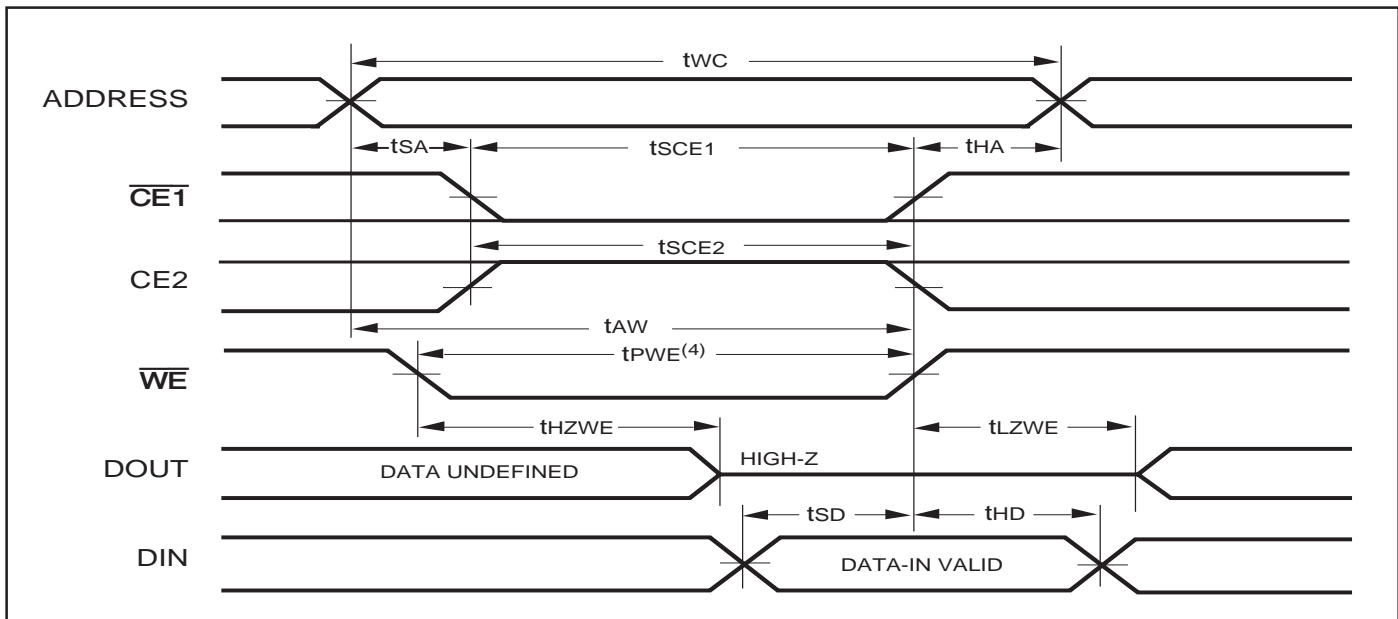 tWC
ADDRESS
tSA
tSCE1
tHA
CE1
tSCE2
CE2
tAW
tPWE(4)
WE
tHZWE
tLZWE
DOUT
DATA UNDEFINED
HIGH-Z
tSD
tHD
DIN
DATA-IN VALID